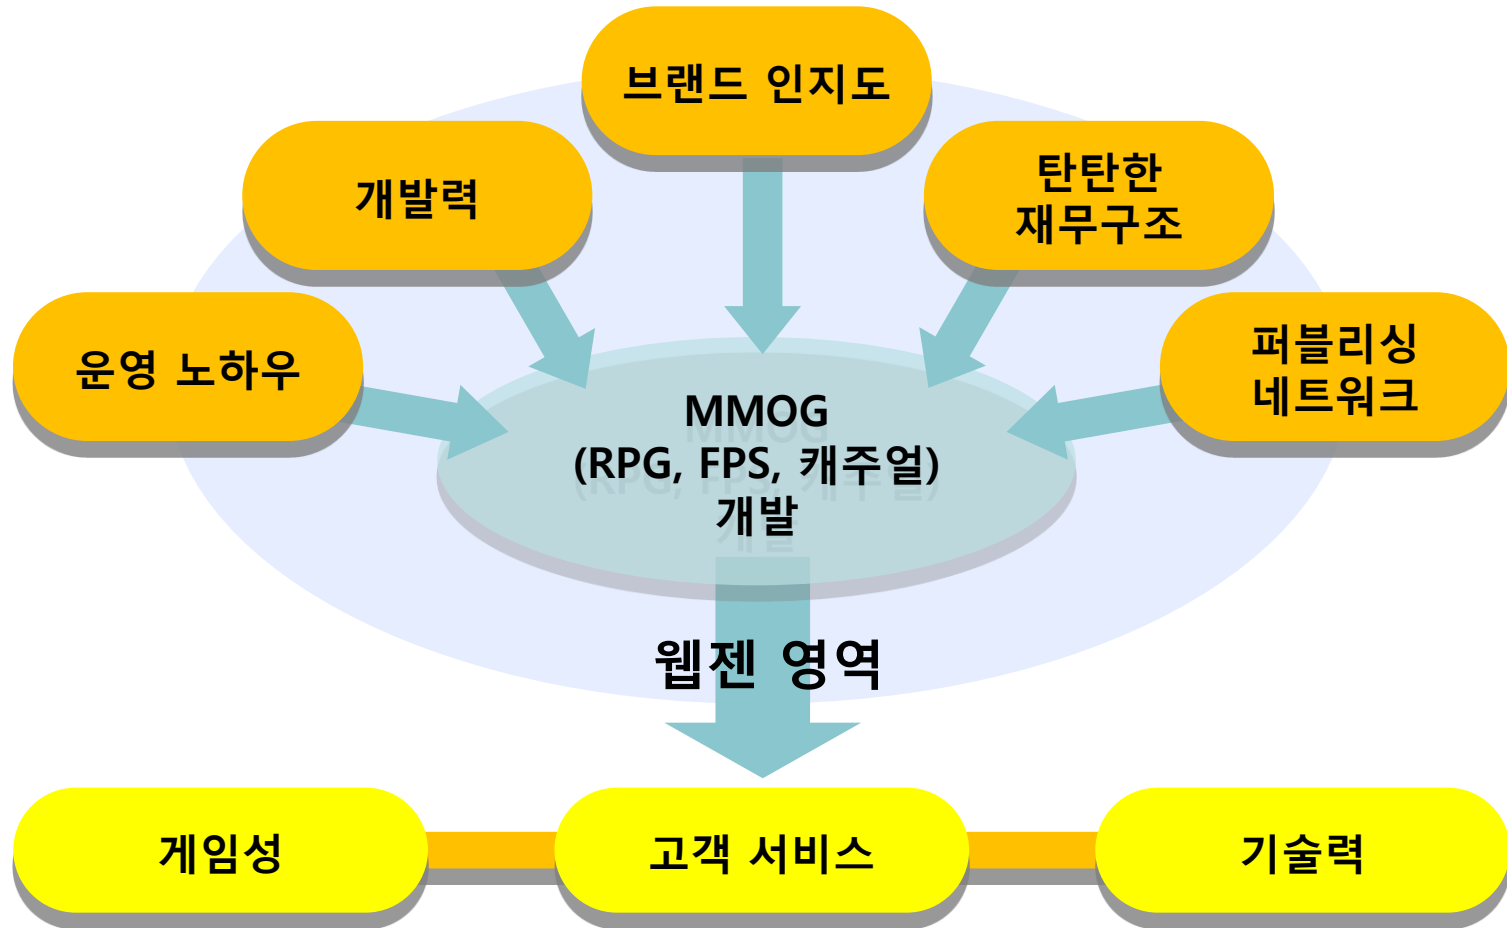 브랜드 인지도
개발력
탄탄한
재무구조
운영 노하우
퍼블리싱
네트워크
MMOG
(RPG, FPS, 캐주얼)
개발
웹젠 영역
게임성
고객 서비스
기술력